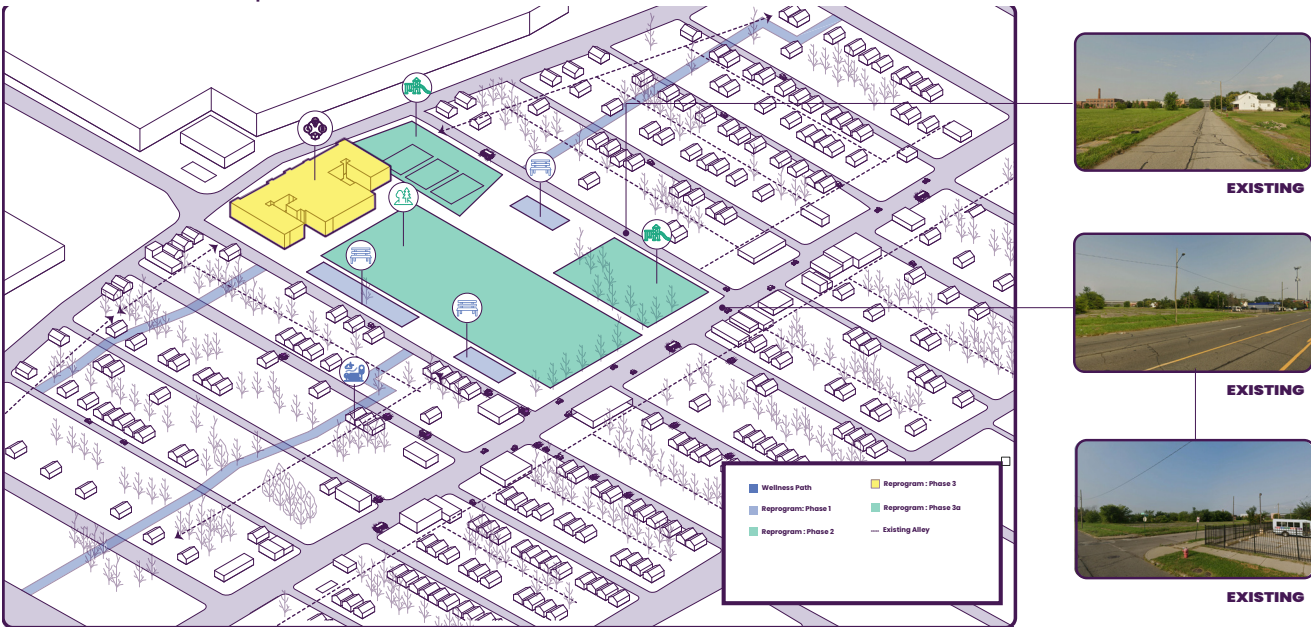 EXISTING
EXISTING
EXISTING
Wellness Path
Reprogram: Phase 1
Reprogram : Phase 2
Reprogram : Phase 3
Reprogram : Phase 3a
Existing Alley